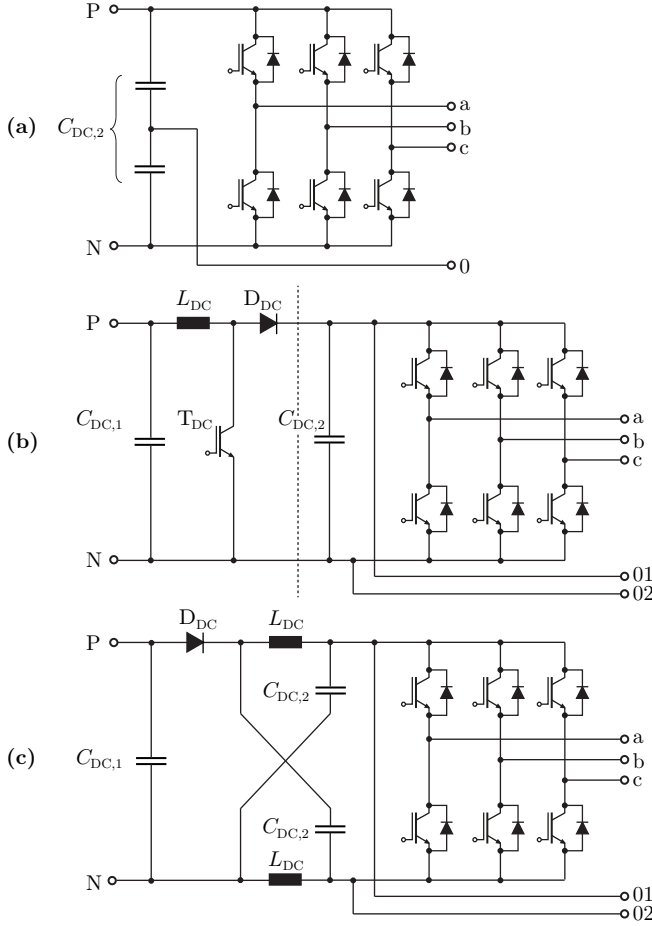 P
(a)
C_DC,2
a
b
c
N
0
L_DC
D_DC
P
C_DC,1
T_DC
C_DC,2
(b)
a
b
c
N
01
02
D_DC
L_DC
P
C_DC,2
C_DC,1
(c)
a
b
c
C_DC,2
L_DC
N
01
02